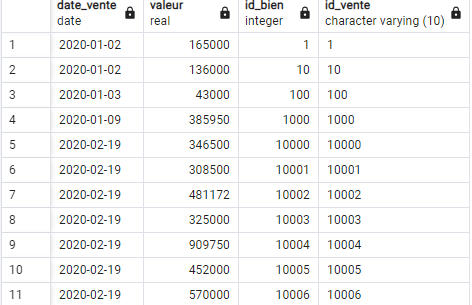 date_vente valeur id_bien id_vente
date real integer character varying (10)
1 2020-01-02 165000 1 1
2 2020-01-02 136000 10 10
3 2020-01-03 43000 100 100
4 2020-01-09 385950 1000 1000
5 2020-02-19 346500 10000 10000
6 2020-02-19 308500 10001 10001
7 2020-02-19 481172 10002 10002
8 2020-02-19 325000 10003 10003
9 2020-02-19 909750 10004 10004
10 2020-02-19 452000 10005 10005
11 2020-02-19 570000 10006 10006